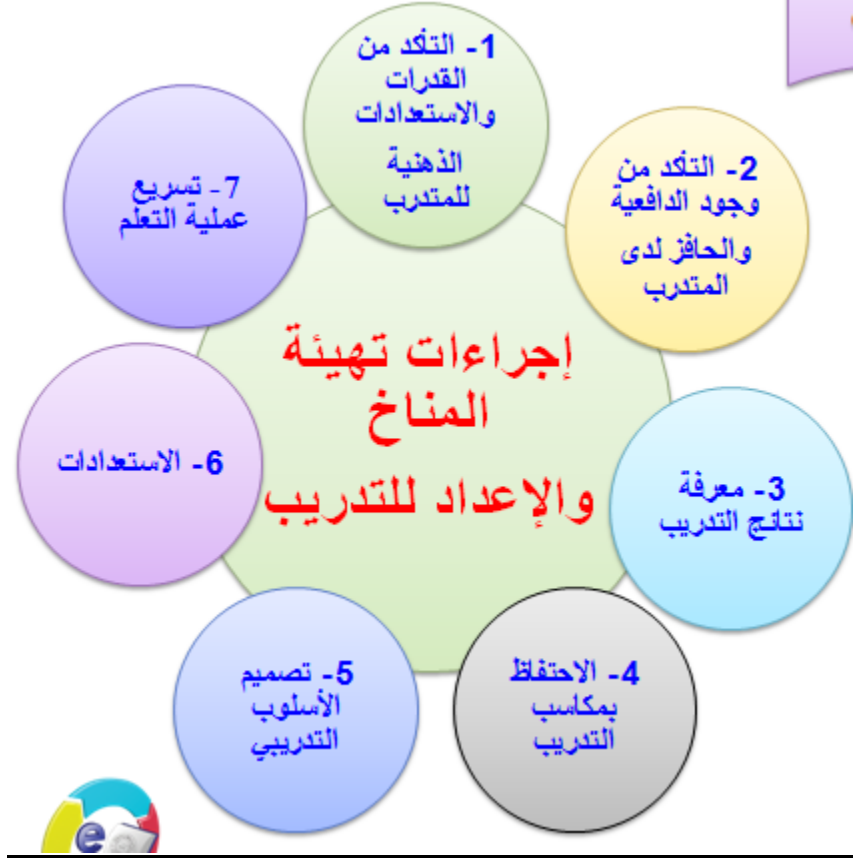 إجراءات تهيئة
المناخ
والإعداد للتدريب
1- التأكد من
القدرات
والاستعدادات
الذهنية
للمتدرب
2- التأكد من
وجود الدافعية
والحافز لدى
المتدرب
3- معرفة
نتائج التدريب
4- الاحتفاظ
بمكاسب
التدريب
5- تصميم
الأسلوب
التدريبي
6- الاستعدادات
7- تسريع
عملية التعلم
e